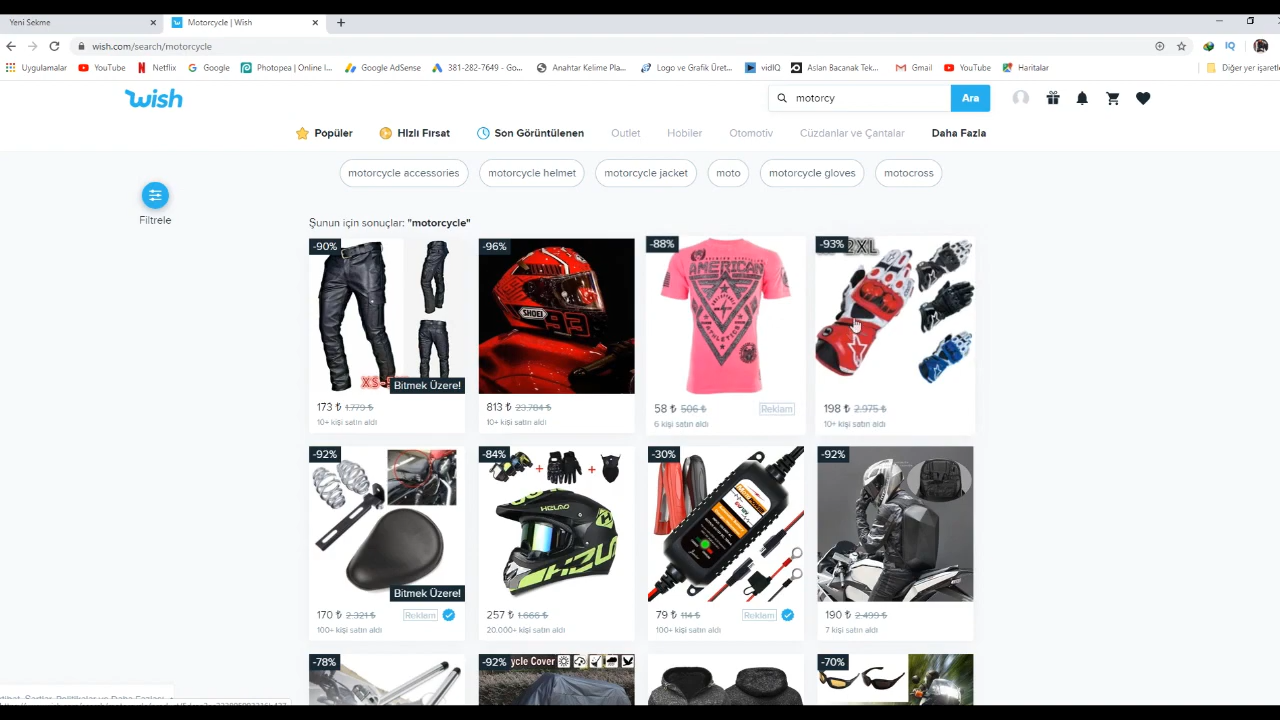 Yeni Sekme
Motorcycle | Wish
wish.com/search/motorcycle
Uygulamalar YouTube Netflix Google Photopea | Online I... Google AdSense 381-282-7649 - Go... Anahtar Kelime Pla... Logo ve Grafik Üret... vidIQ Aslan Bacanak Tek... Gmail YouTube Haritalar Diğer yer işaretle
wish
motorcy
Ara
Popüler Hızlı Fırsat Son Görüntülenen Outlet Hobiler Otomotiv Cüzdanlar ve Çantalar Daha Fazla
motorcycle accessories motorcycle helmet motorcycle jacket moto motorcycle gloves motocross
Filtrele
Şunun için sonuçlar: "motorcycle"
-90% -96% -88% -93% 2XL
SHOEI 93
AMERICAN
ATHLETICS
XS-
Bitmek Üzere!
173 ₺ 1.779 ₺ 813 ₺ 23.784 ₺ 58 ₺ 506 ₺ Reklam 198 ₺ 2.975 ₺
10+ kişi satın aldı 10+ kişi satın aldı 6 kişi satın aldı 10+ kişi satın aldı
-92% -84% -30% -92%
Bitmek Üzere!
170 ₺ 2.321 ₺ Reklam 257 ₺ 1.666 ₺ 79 ₺ 114 ₺ Reklam 190 ₺ 2.499 ₺
100+ kişi satın aldı 20.000+ kişi satın aldı 100+ kişi satın aldı 7 kişi satın aldı
-78% -92% ycle Cover -70%